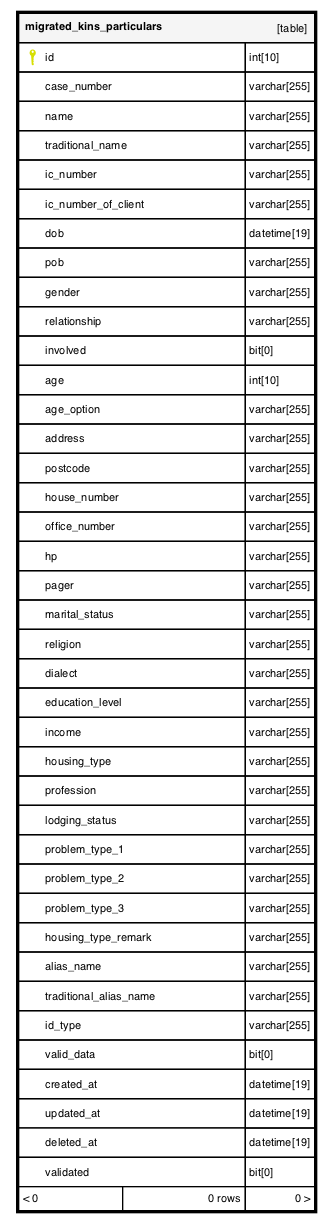 migrated_kins_particulars [table]
id int[10]
case_number varchar[255]
name varchar[255]
traditional_name varchar[255]
ic_number varchar[255]
ic_number_of_client varchar[255]
dob datetime[19]
pob varchar[255]
gender varchar[255]
relationship varchar[255]
involved bit[0]
age int[10]
age_option varchar[255]
address varchar[255]
postcode varchar[255]
house_number varchar[255]
office_number varchar[255]
hp varchar[255]
pager varchar[255]
marital_status varchar[255]
religion varchar[255]
dialect varchar[255]
education_level varchar[255]
income varchar[255]
housing_type varchar[255]
profession varchar[255]
lodging_status varchar[255]
problem_type_1 varchar[255]
problem_type_2 varchar[255]
problem_type_3 varchar[255]
housing_type_remark varchar[255]
alias_name varchar[255]
traditional_alias_name varchar[255]
id_type varchar[255]
valid_data bit[0]
created_at datetime[19]
updated_at datetime[19]
deleted_at datetime[19]
validated bit[0]
< 0 0 rows 0 >